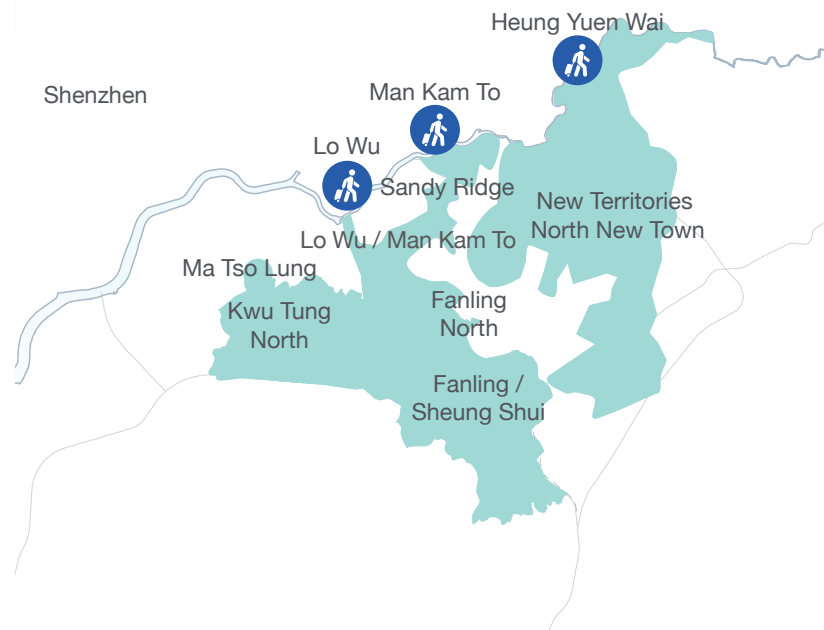 Heung Yuen Wai
Shenzhen
Man Kam To
Lo Wu
Sandy Ridge
New Territories
North New Town
Lo Wu / Man Kam To
Ma Tso Lung
Kwu Tung
North
Fanling
North
Fanling /
Sheung Shui